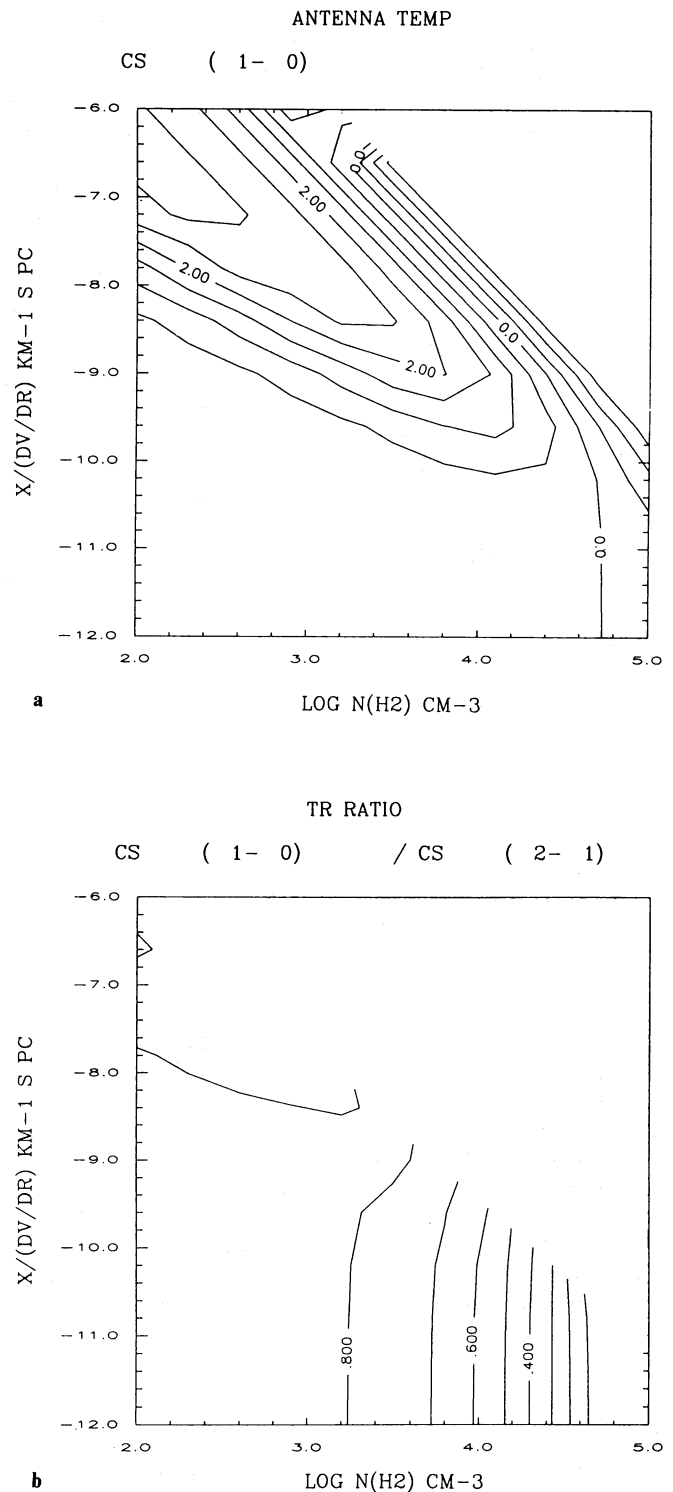 ANTENNA TEMP
CS ( 1- 0)
-6.0
-7.0
-8.0
-9.0
-10.0
-11.0
-12.0
X/(DV/DR) KM-1 S PC
2.00
2.00
2.00
0.0
0.0
2.0 3.0 4.0 5.0
a
LOG N(H2) CM-3
TR RATIO
CS ( 1- 0) / CS ( 2- 1)
-6.0
-7.0
-8.0
-9.0
-10.0
-11.0
-12.0
X/(DV/DR) KM-1 S PC
.800
.600
.400
2.0 3.0 4.0 5.0
b
LOG N(H2) CM-3